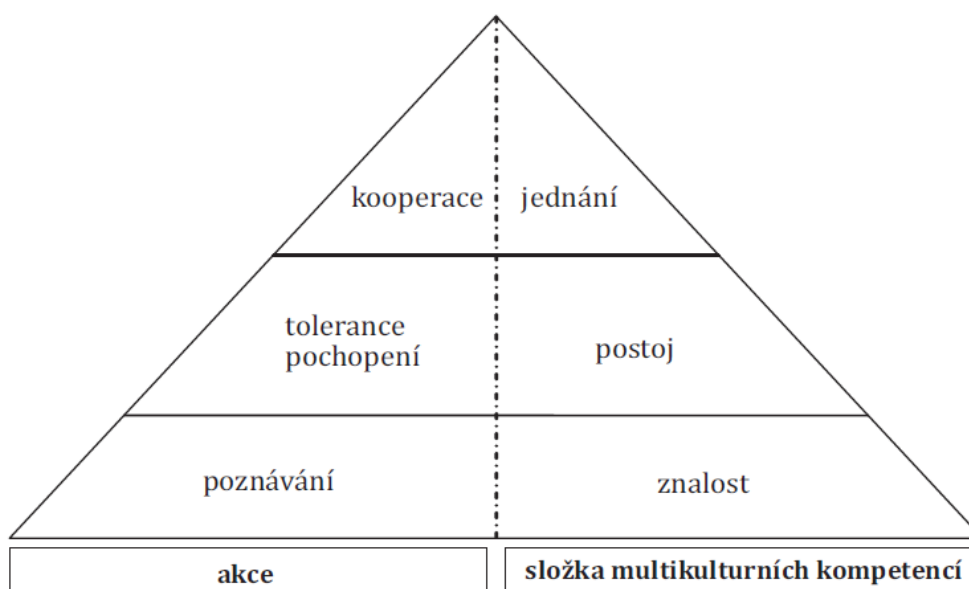 kooperace
jednání
tolerance
pochopení
postoj
poznávání
znalost
akce
složka multikulturních kompetencí